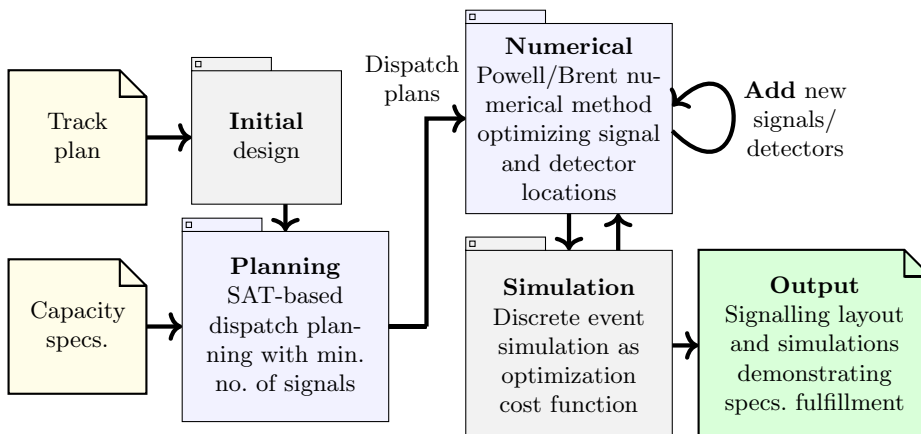 Track
plan
Initial
design
Capacity
specs.
Planning
SAT-based
dispatch plan-
ning with min.
no. of signals
Dispatch
plans
Numerical
Powell/Brent nu-
merical method
optimizing signal
and detector
locations
Add new
signals/
detectors
Simulation
Discrete event
simulation as
optimization
cost function
Output
Signalling layout
and simulations
demonstrating
specs. fulfillment